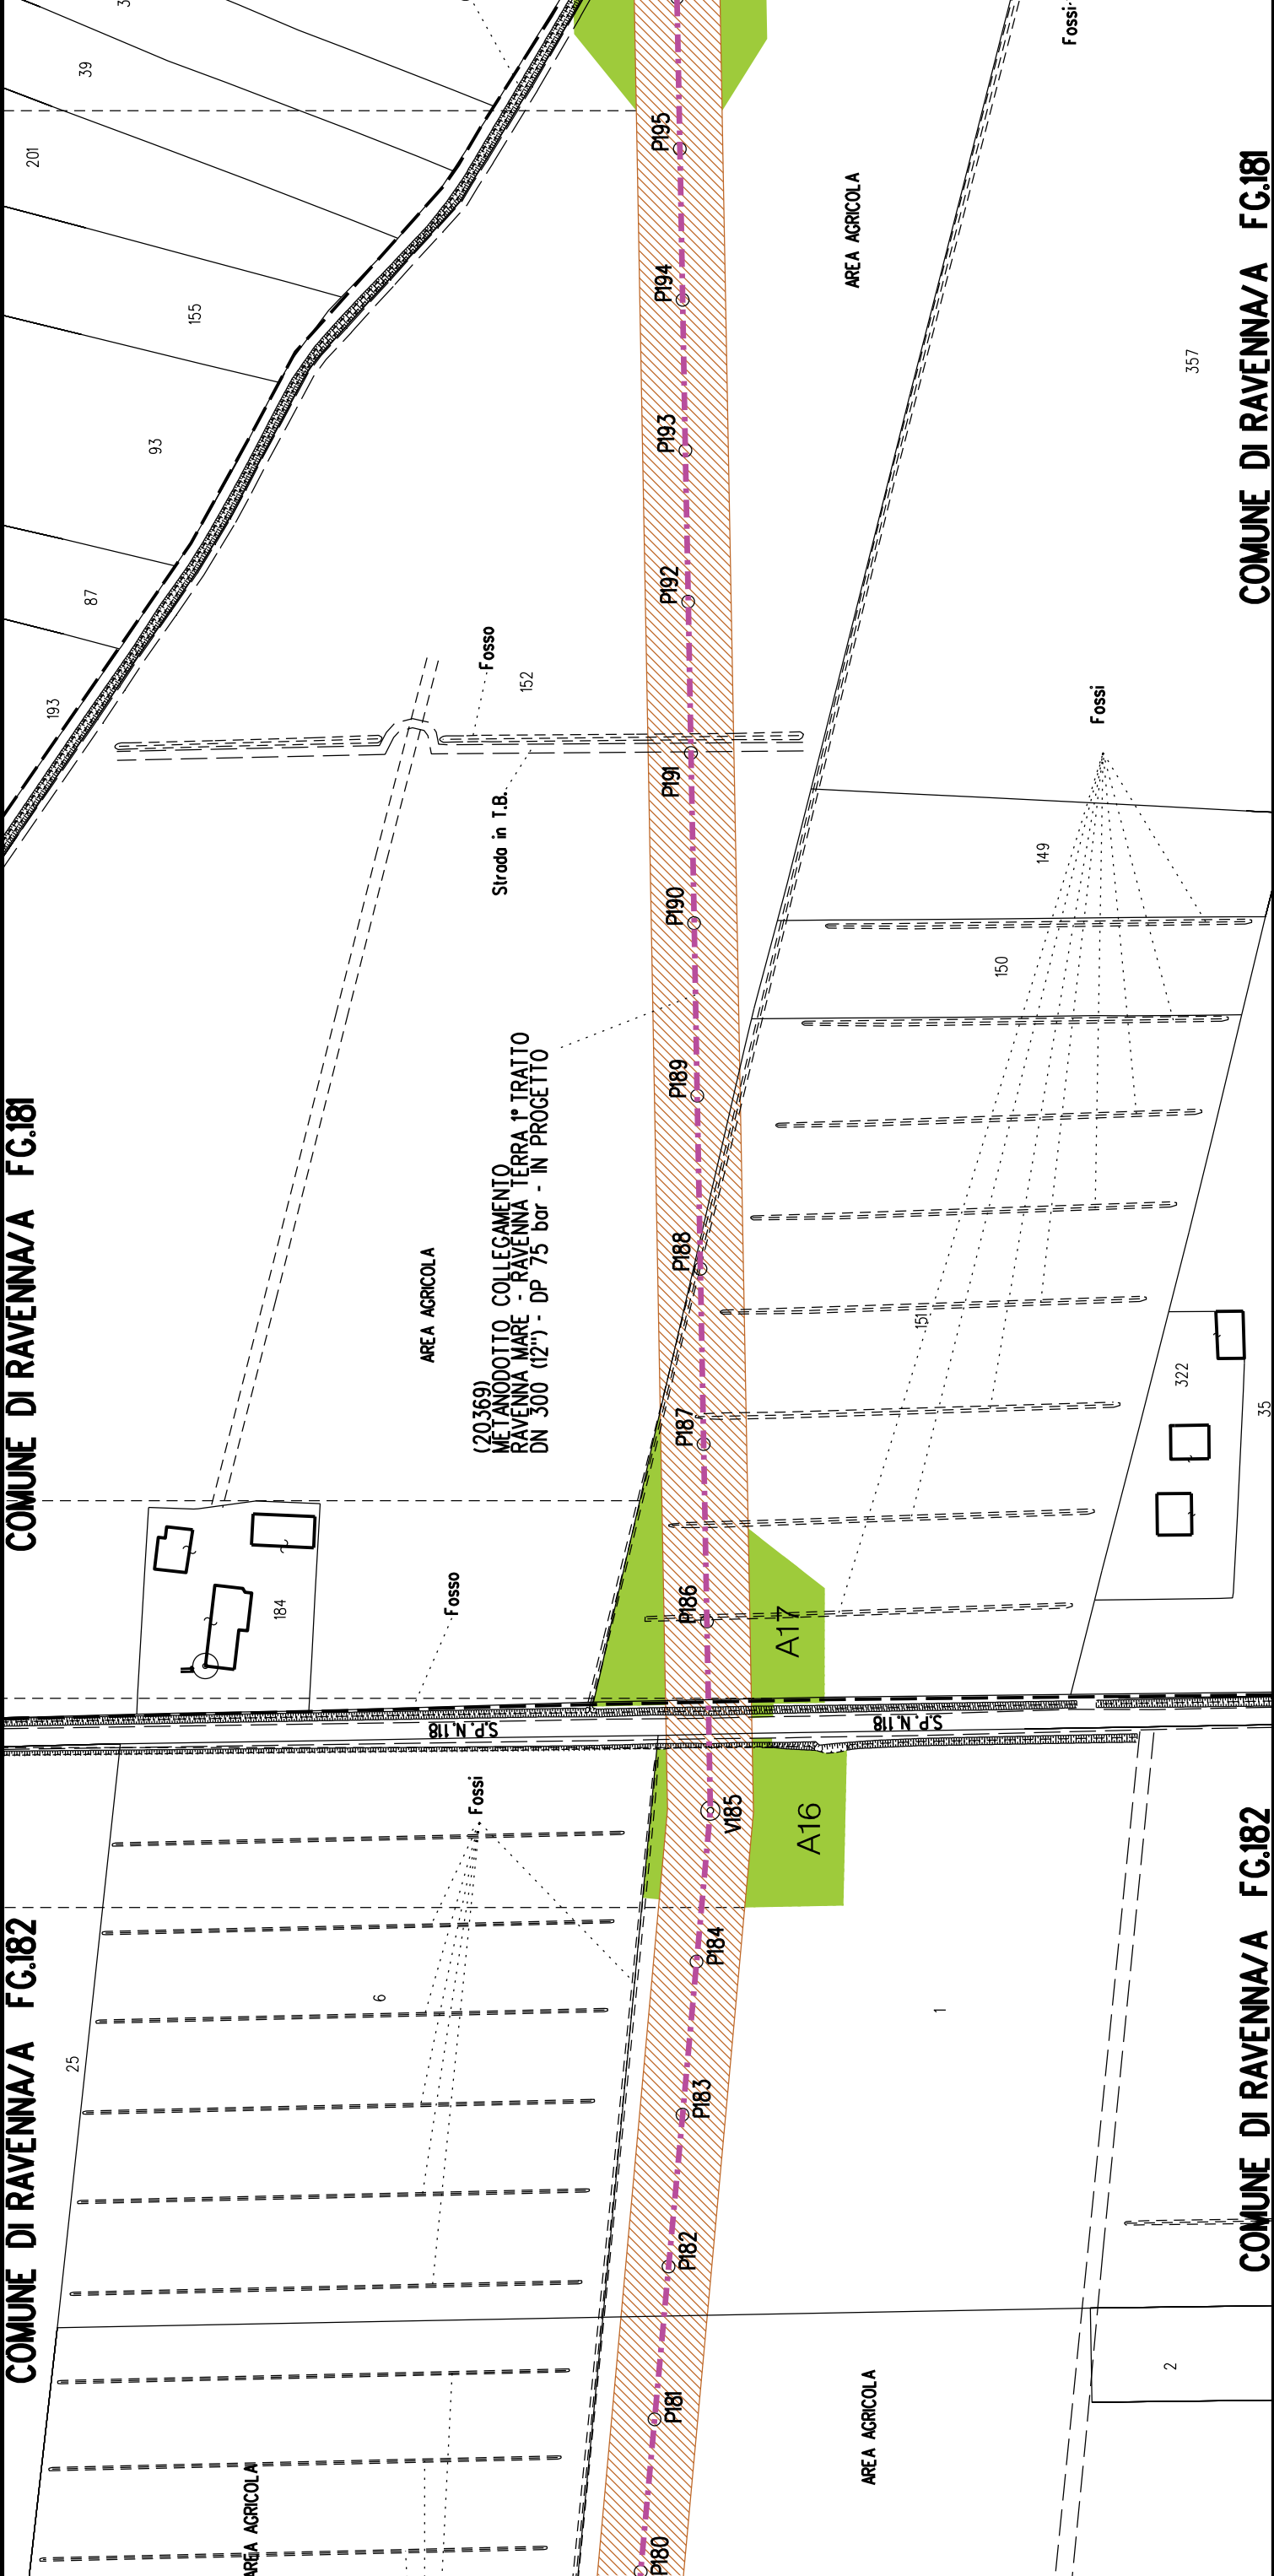 COMUNE DI RAVENNA/A FG.182
COMUNE DI RAVENNA/A FG.181
COMUNE DI RAVENNA/A FG.182
COMUNE DI RAVENNA/A FG.181
(20369)
METANODOTTO COLLEGAMENTO
RAVENNA MARE - RAVENNA TERRA 1° TRATTO
DN 300 (12") - DP 75 bar - IN PROGETTO
P180
P181
P182
P183
P184
V185
P186
P187
P188
P189
P190
P191
P192
P193
P194
P195
A16
A17
S.P. N. 118
S.P. N. 118
AREA AGRICOLA
AREA AGRICOLA
AREA AGRICOLA
AREA AGRICOLA
Fossi
Fosso
Strada in T.B.
Fosso
Fossi
Fossi
25
6
1
2
184
322
35
151
150
149
152
357
193
87
93
155
201
39